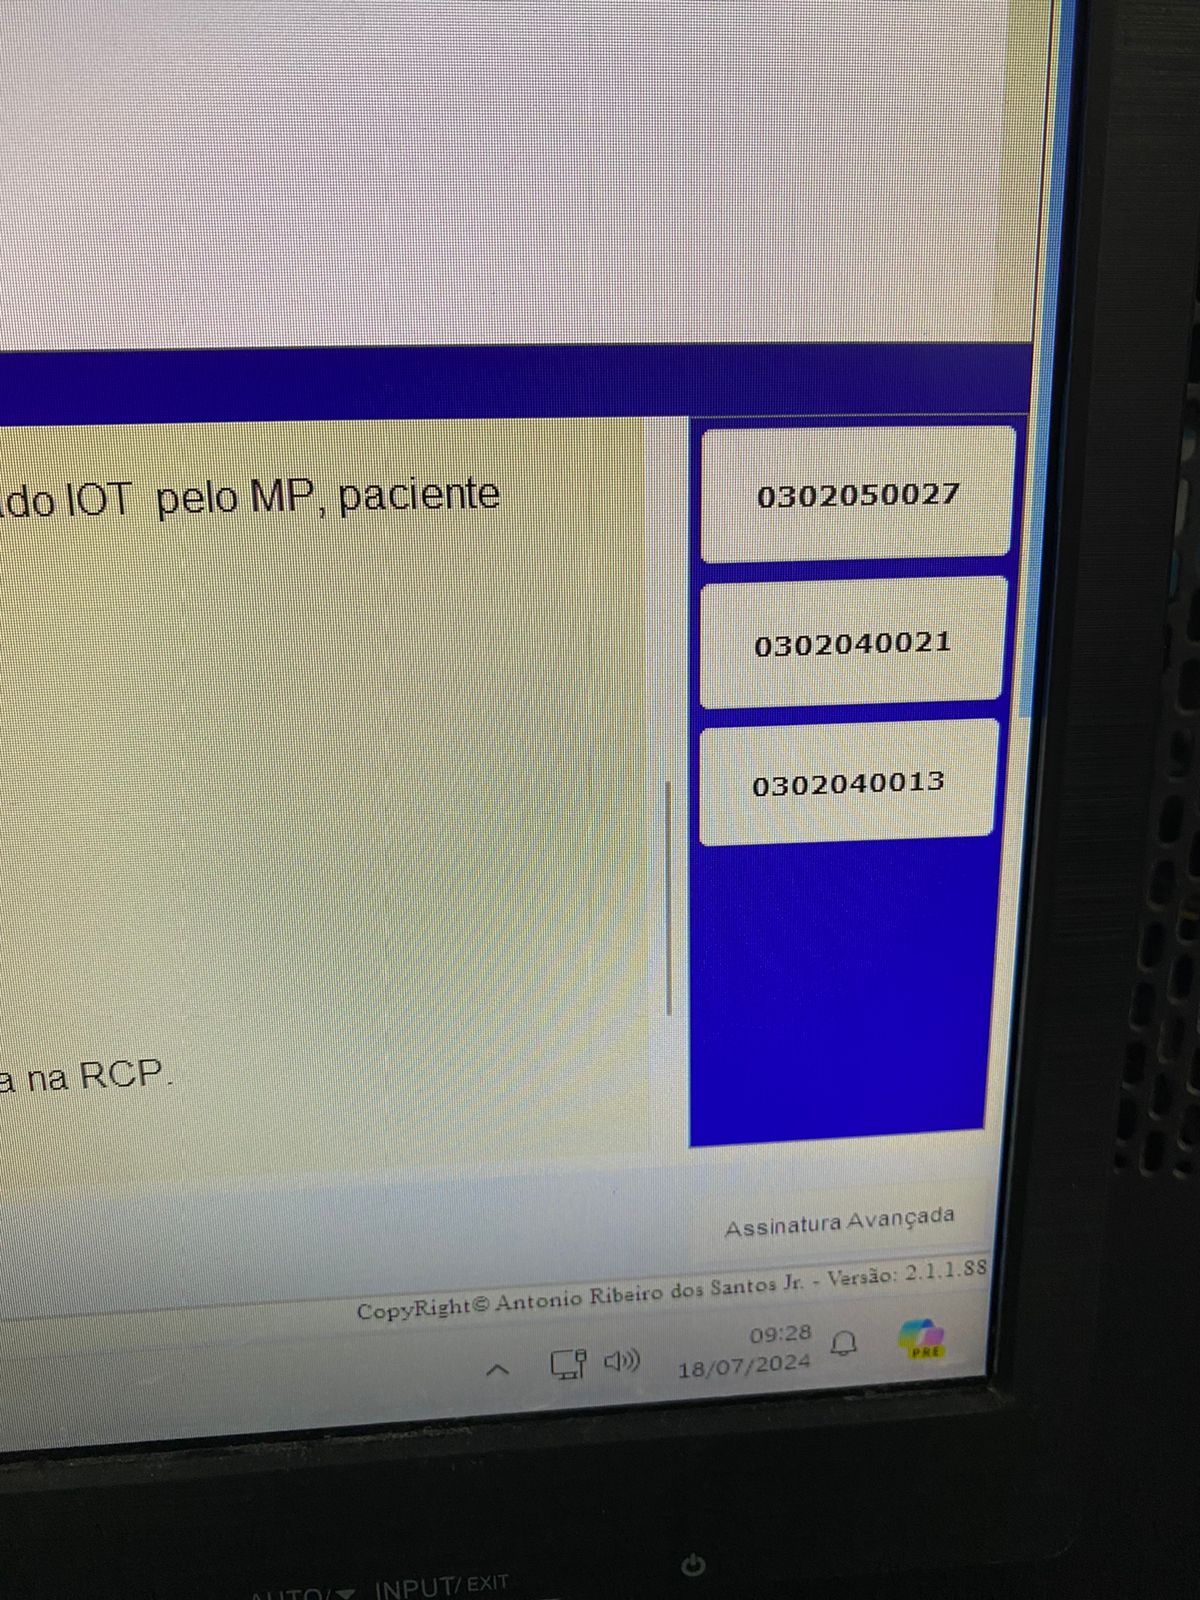 do IOT pelo MP, paciente
0302050027
0302040021
0302040013
a na RCP.
Assinatura Avançada
CopyRight© Antonio Ribeiro dos Santos Jr. - Versão: 2.1.1.88
09:28
18/07/2024
PRE
AUTO/▼ INPUT/EXIT